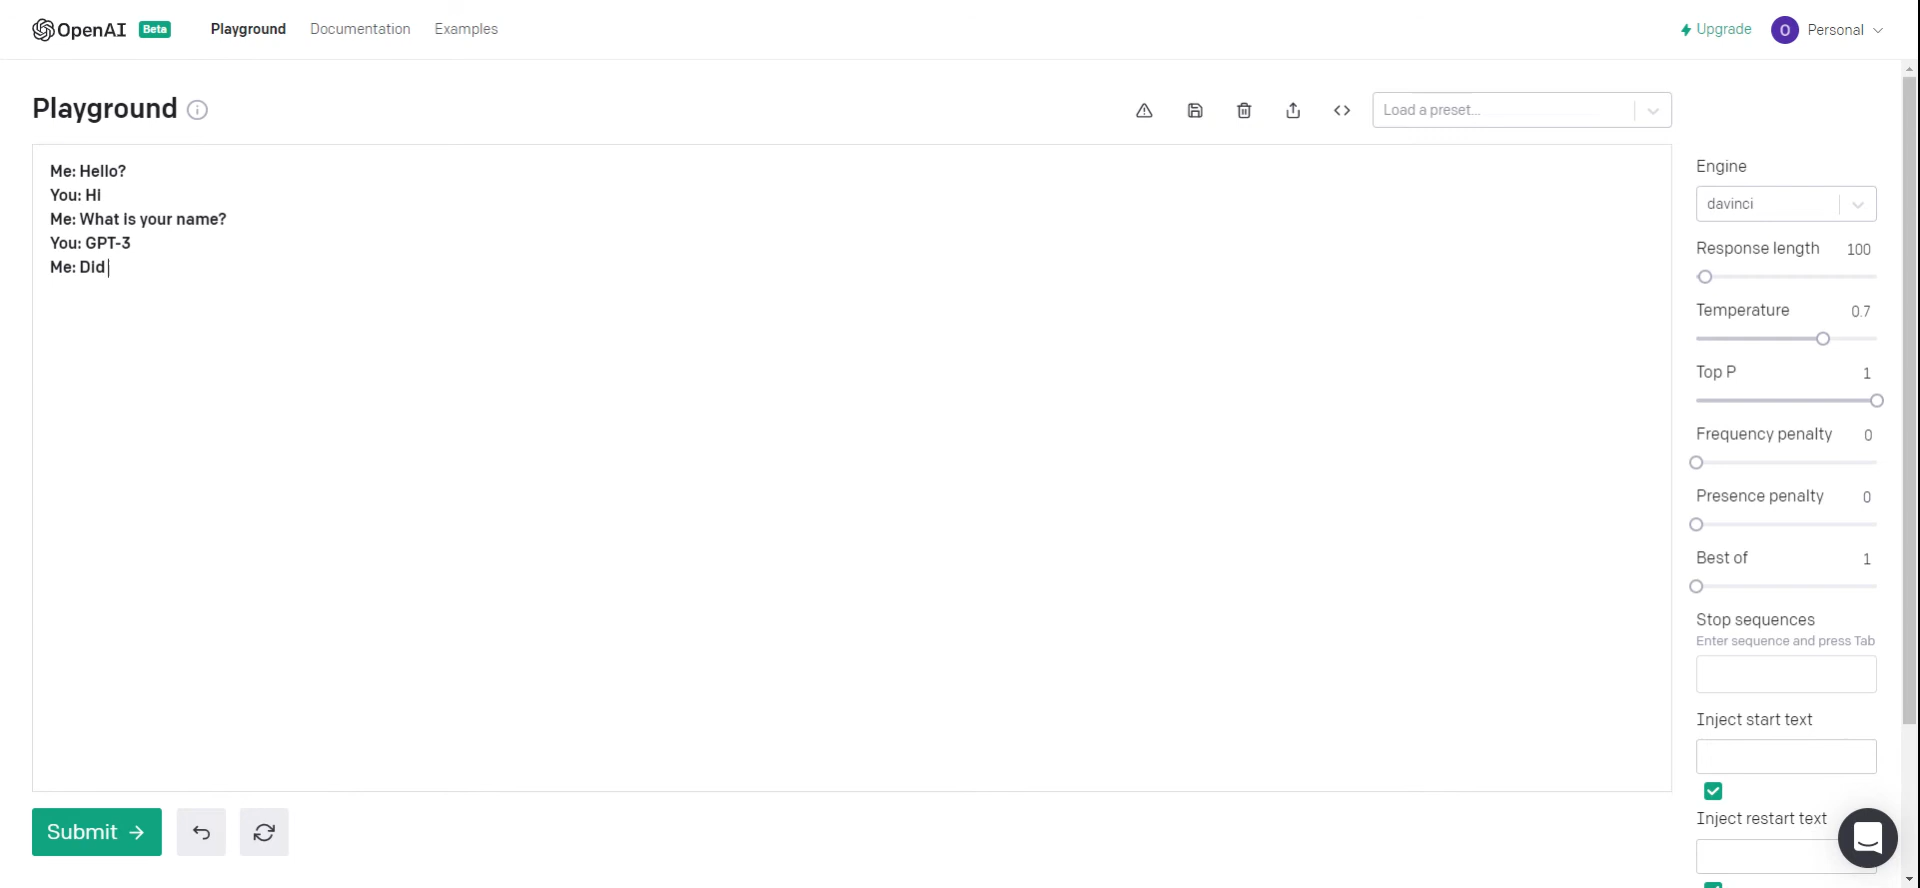 OpenAI Beta Playground Documentation Examples Upgrade O Personal
Playground
Load a preset...
Me: Hello?
You: Hi
Me: What is your name?
You: GPT-3
Me: Did
Engine
davinci
Response length 100
Temperature 0.7
Top P 1
Frequency penalty 0
Presence penalty 0
Best of 1
Stop sequences
Enter sequence and press Tab
Inject start text
Inject restart text
Submit